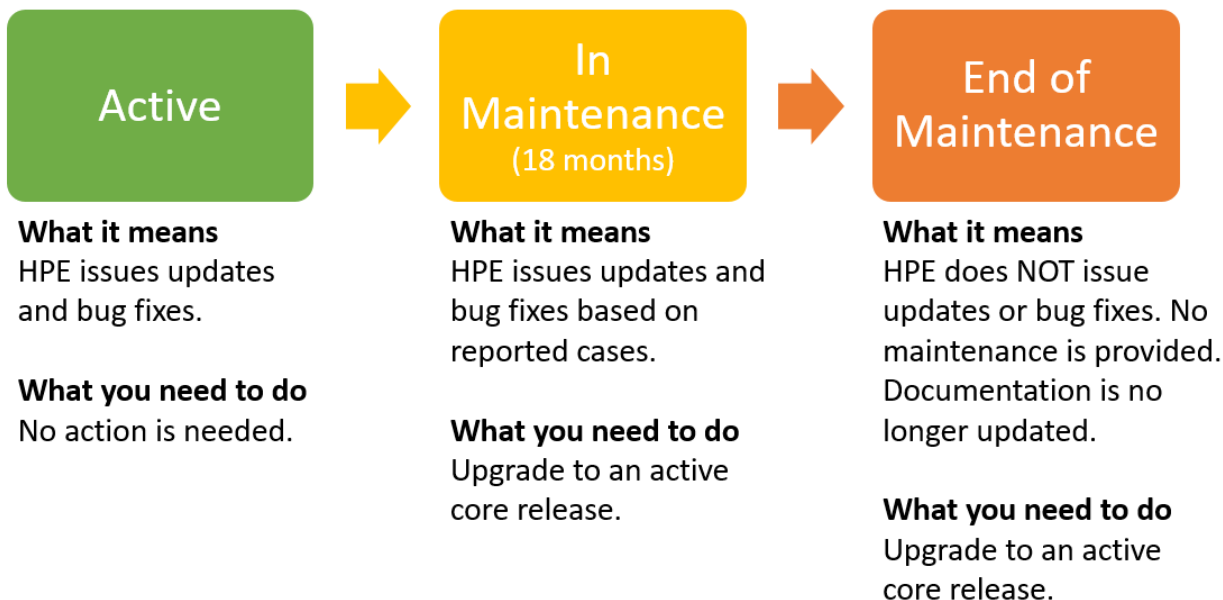 Active
What it means
HPE issues updates
and bug fixes.
What you need to do
No action is needed.
In
Maintenance
(18 months)
What it means
HPE issues updates and
bug fixes based on
reported cases.
What you need to do
Upgrade to an active
core release.
End of
Maintenance
What it means
HPE does NOT issue
updates or bug fixes. No
maintenance is provided.
Documentation is no
longer updated.
What you need to do
Upgrade to an active
core release.